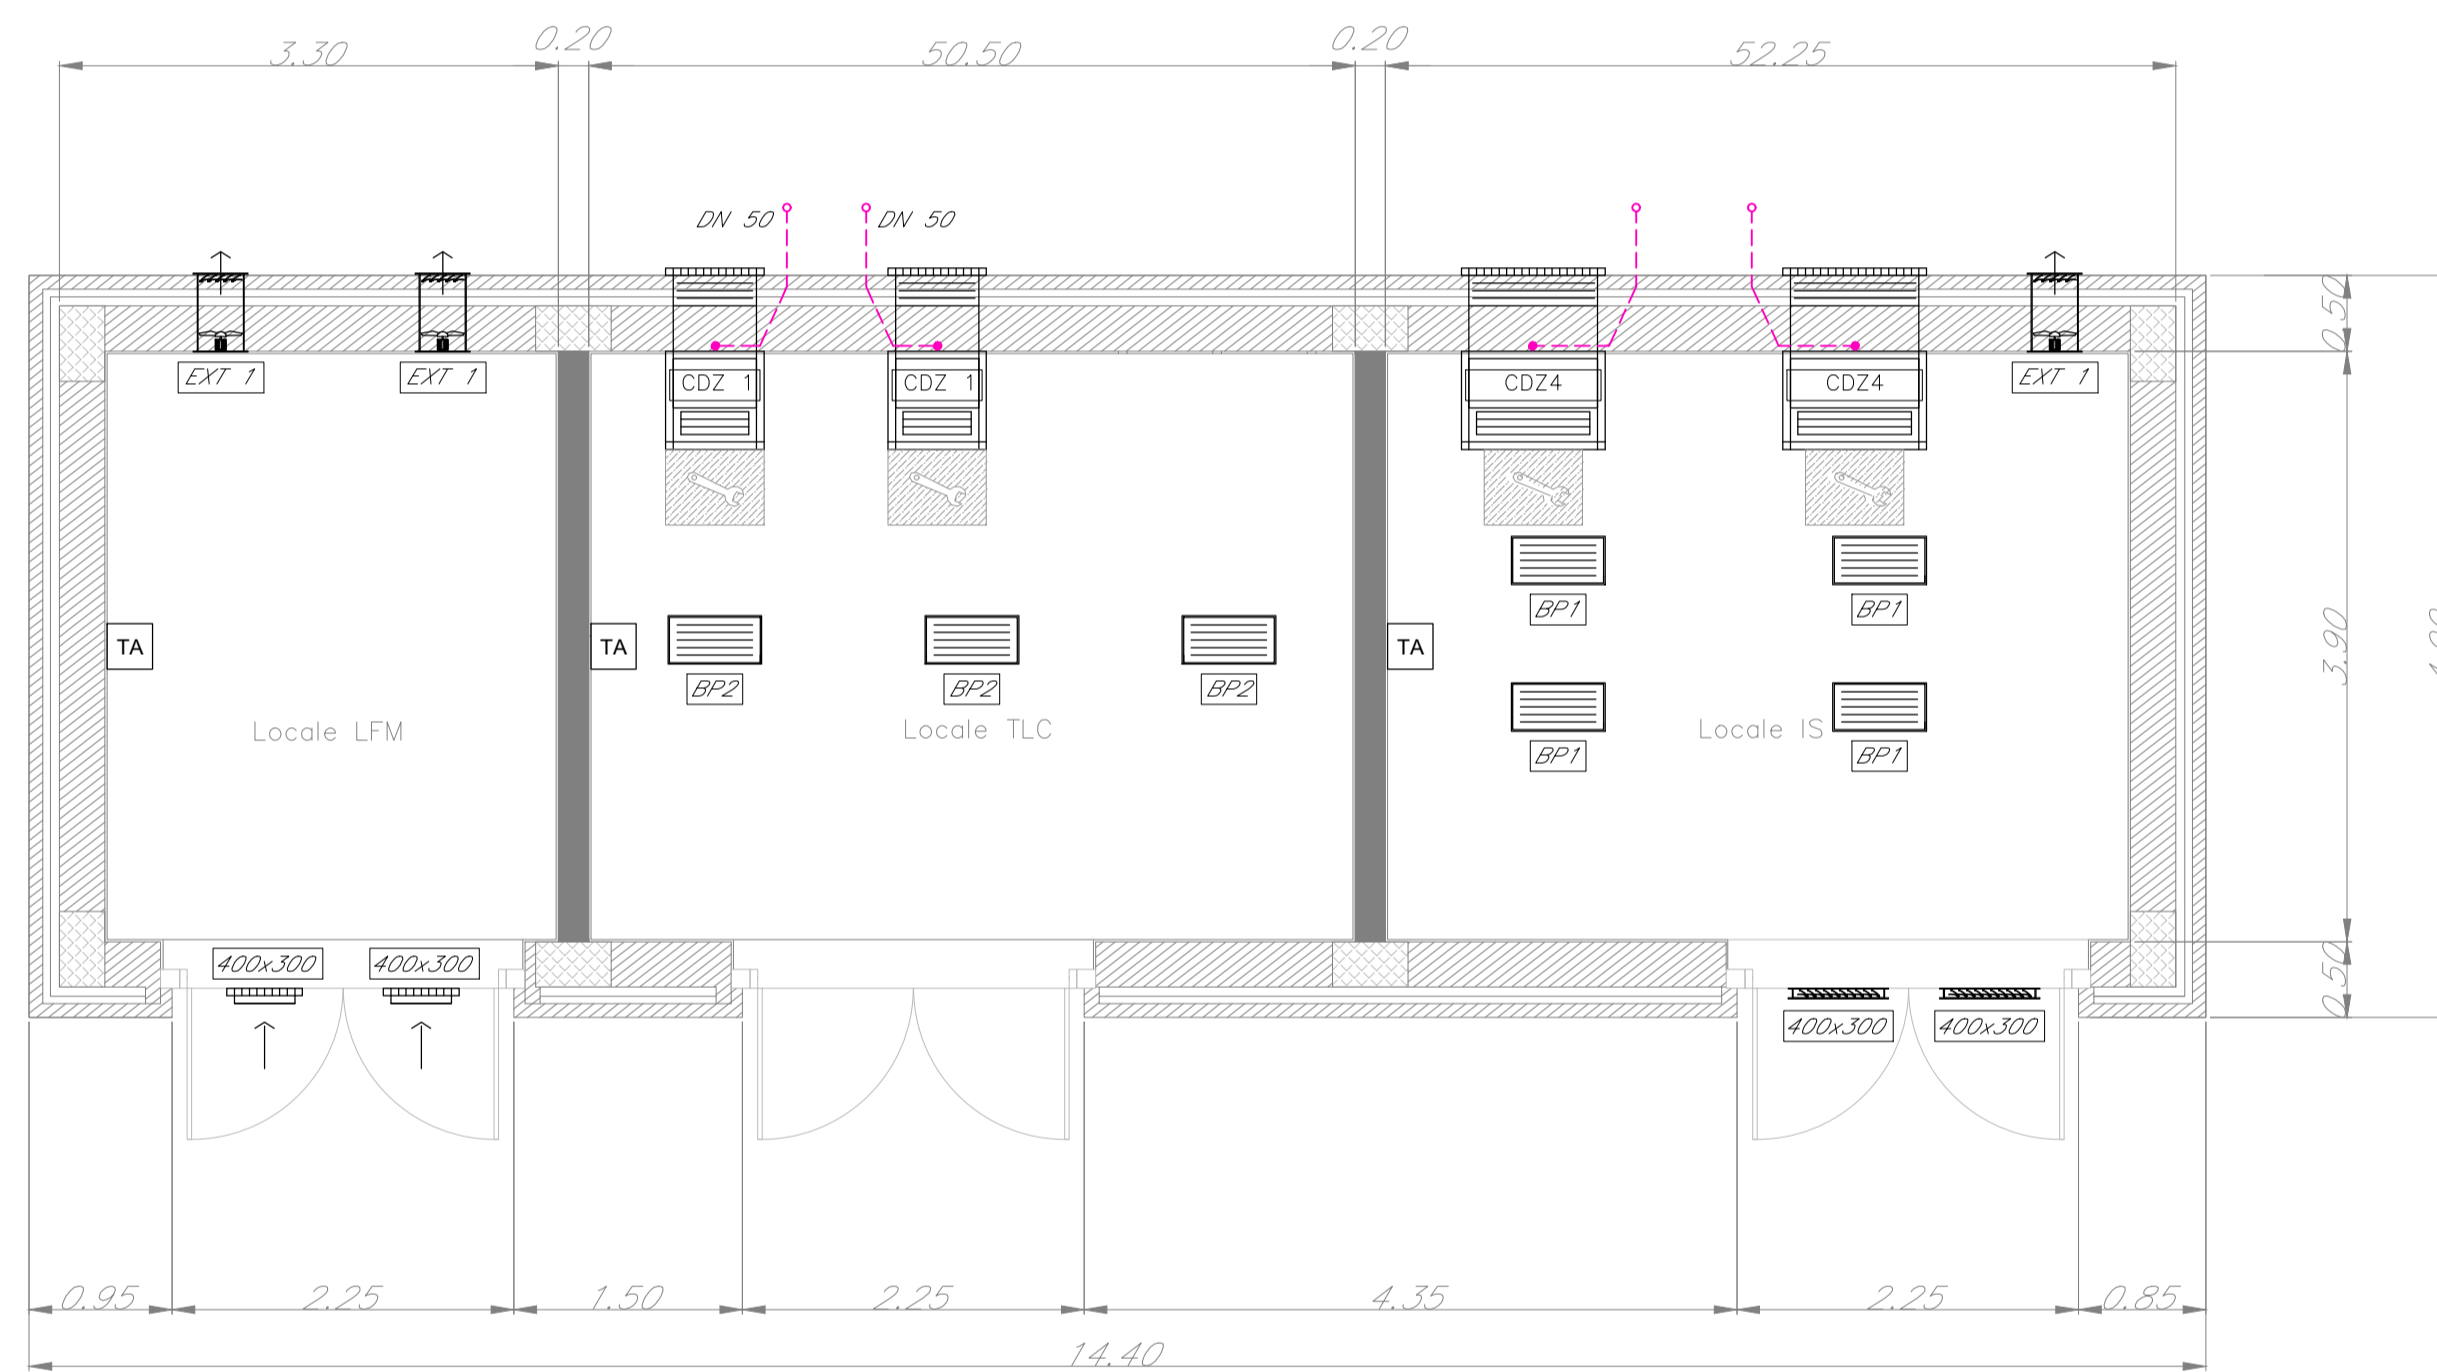 3.30 0.20 50.50 0.20 52.25
DN 50 DN 50
0.50
EXT 1 EXT 1 CDZ 1 CDZ 1 CDZ4 CDZ4 EXT 1
BP1 BP1
TA TA TA 3.90
BP2 BP2 BP2
Locale LFM Locale TLC Locale IS
BP1 BP1
400x300 400x300
0.50
400x300 400x300
0.95 2.25 1.50 2.25 4.35 2.25 0.85
14.40